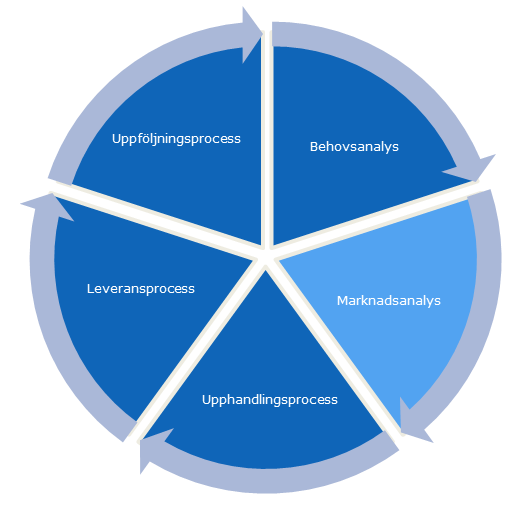 Behovsanalys
Marknadsanalys
Upphandlingsprocess
Leveransprocess
Uppföljningsprocess